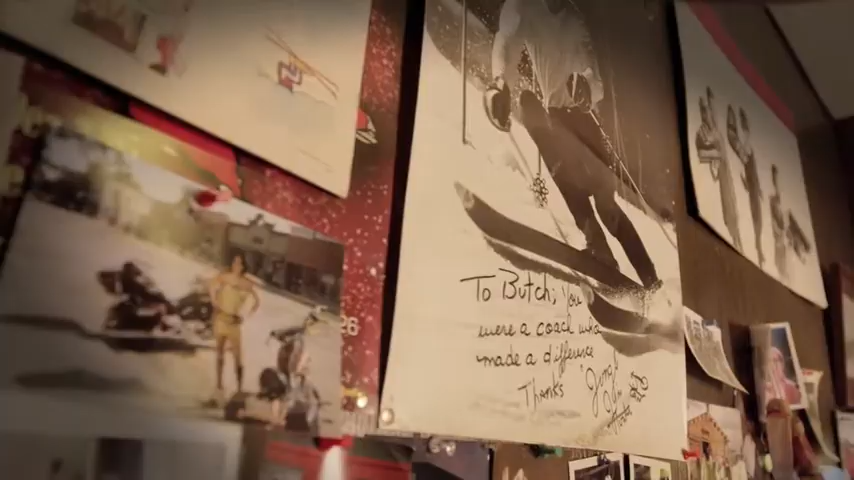 To Butch; You
were a coach who
made a difference
Thanks
26